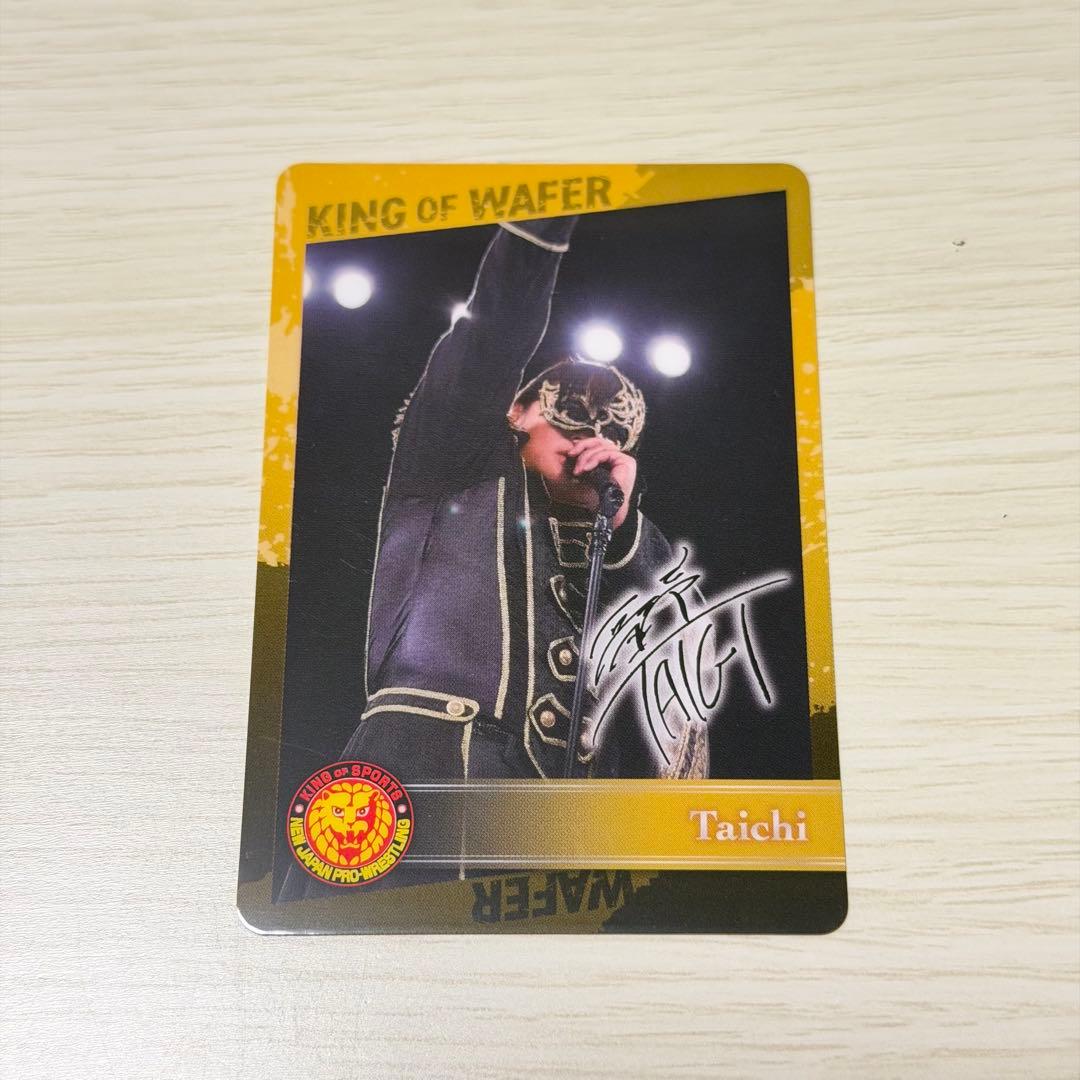 KING OF WAFER
TAICI
KING OF SPORTS
NEW JAPAN PRO-WRESTLING
Taichi
WAFER